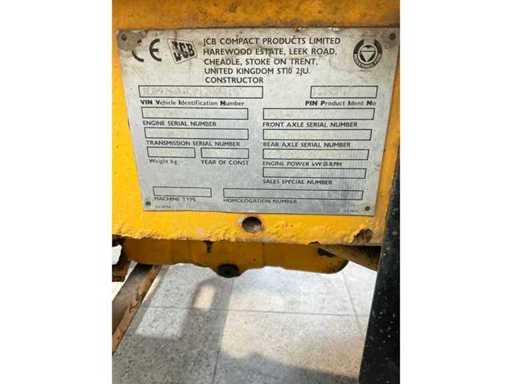 CE JCB JCB COMPACT PRODUCTS LIMITED
HAREWOOD ESTATE, LEEK ROAD,
CHEADLE, STOKE ON TRENT,
UNITED KINGDOM ST10 2JU.
CONSTRUCTOR
VIN Vehicle Identification Number PIN Product Ident No
ENGINE SERIAL NUMBER FRONT AXLE SERIAL NUMBER
TRANSMISSION SERIAL NUMBER REAR AXLE SERIAL NUMBER
Weight kg YEAR OF CONST ENGINE POWER kW@RPM
SALES SPECIAL NUMBER
MACHINE TYPE HOMOLOGATION NUMBER